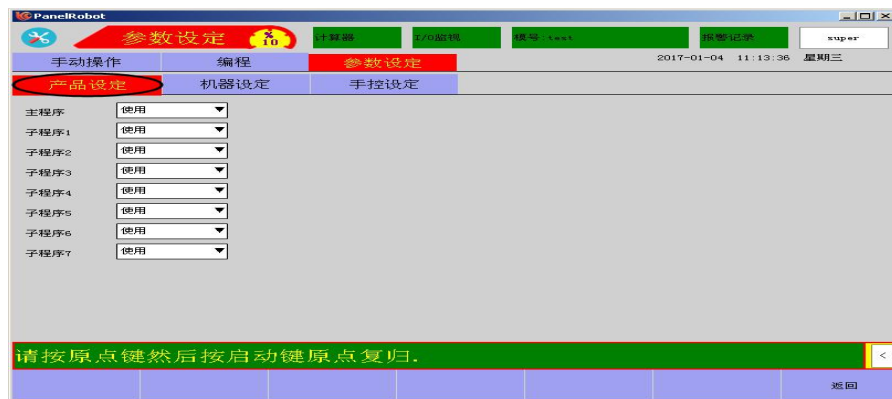 PanelRobot
参数设定 % 10 计算器 I/O监视 模号:test 报警记录 super
手动操作 编程 参数设定 2017-01-04 11:13:36 星期三
产品设定 机器设定 手控设定
主程序 使用
子程序1 使用
子程序2 使用
子程序3 使用
子程序4 使用
子程序5 使用
子程序6 使用
子程序7 使用
请按原点键然后按启动键原点复归.
<
返回